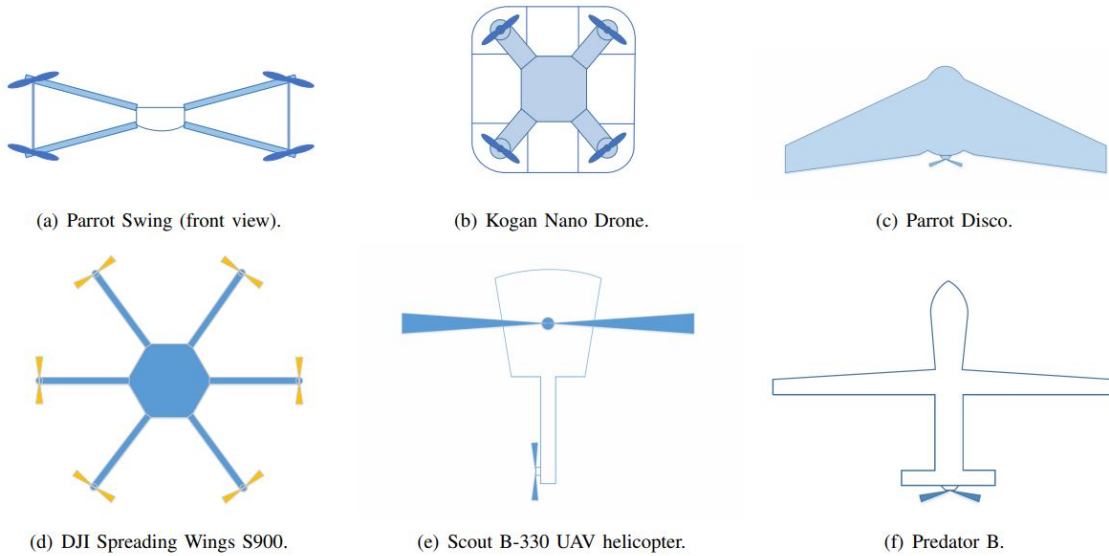 (a) Parrot Swing (front view).
(b) Kogan Nano Drone.
(c) Parrot Disco.
(d) DJI Spreading Wings S900.
(e) Scout B-330 UAV helicopter.
(f) Predator B.